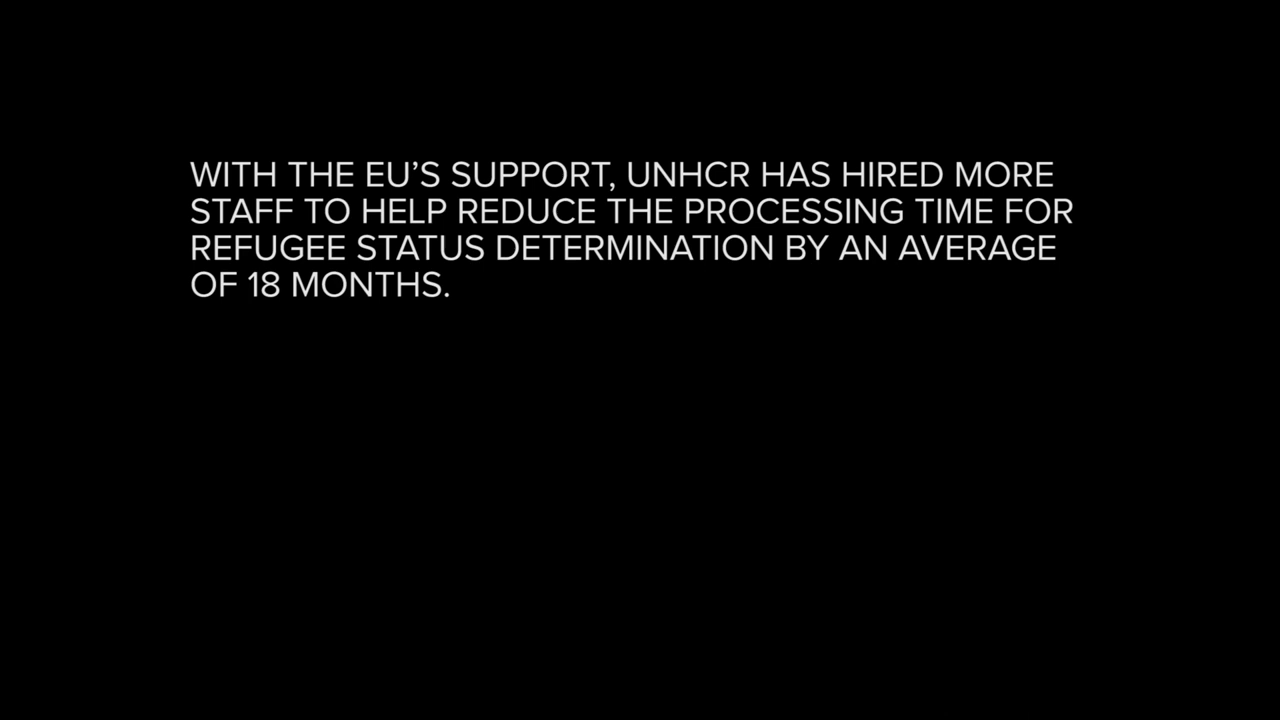 WITH THE EU’S SUPPORT, UNHCR HAS HIRED MORE
STAFF TO HELP REDUCE THE PROCESSING TIME FOR
REFUGEE STATUS DETERMINATION BY AN AVERAGE
OF 18 MONTHS.